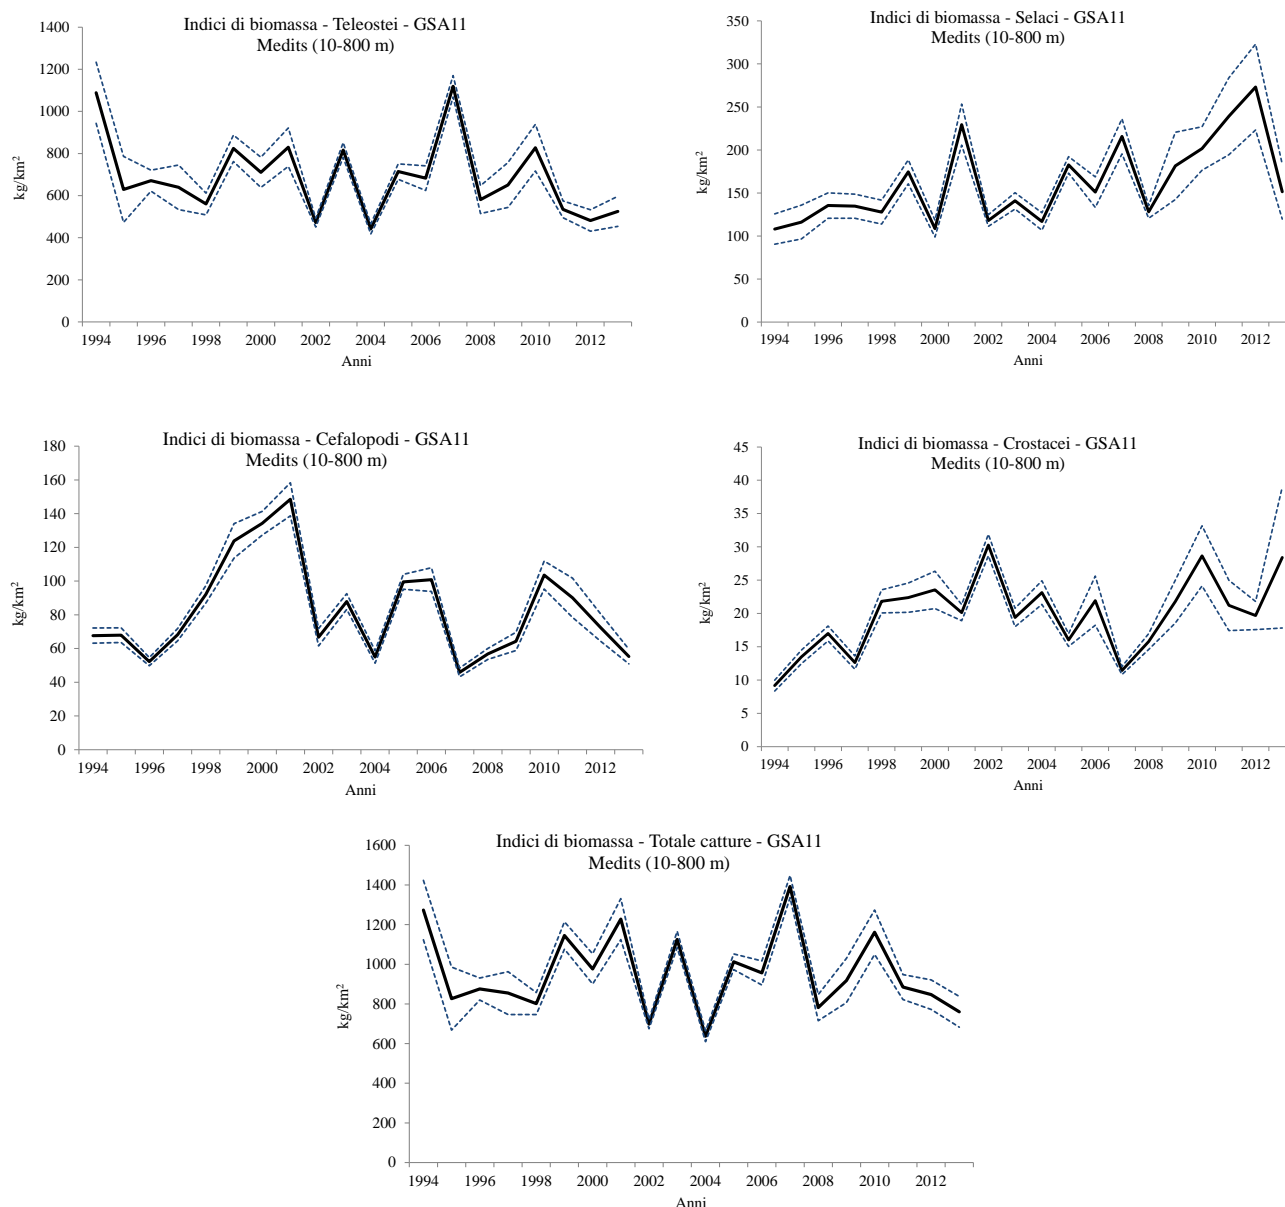 Indici di biomassa - Teleostei - GSA11
Medits (10-800 m)
1400
1200
1000
800
600
400
200
0
kg/km²
1994 1996 1998 2000 2002 2004 2006 2008 2010 2012
Anni
Indici di biomassa - Selaci - GSA11
Medits (10-800 m)
350
300
250
200
150
100
50
0
kg/km²
1994 1996 1998 2000 2002 2004 2006 2008 2010 2012
Anni
Indici di biomassa - Cefalopodi - GSA11
Medits (10-800 m)
180
160
140
120
100
80
60
40
20
0
kg/km²
1994 1996 1998 2000 2002 2004 2006 2008 2010 2012
Anni
Indici di biomassa - Crostacei - GSA11
Medits (10-800 m)
45
40
35
30
25
20
15
10
5
0
kg/km²
1994 1996 1998 2000 2002 2004 2006 2008 2010 2012
Anni
Indici di biomassa - Totale catture - GSA11
Medits (10-800 m)
1600
1400
1200
1000
800
600
400
200
0
kg/km²
1994 1996 1998 2000 2002 2004 2006 2008 2010 2012
Anni